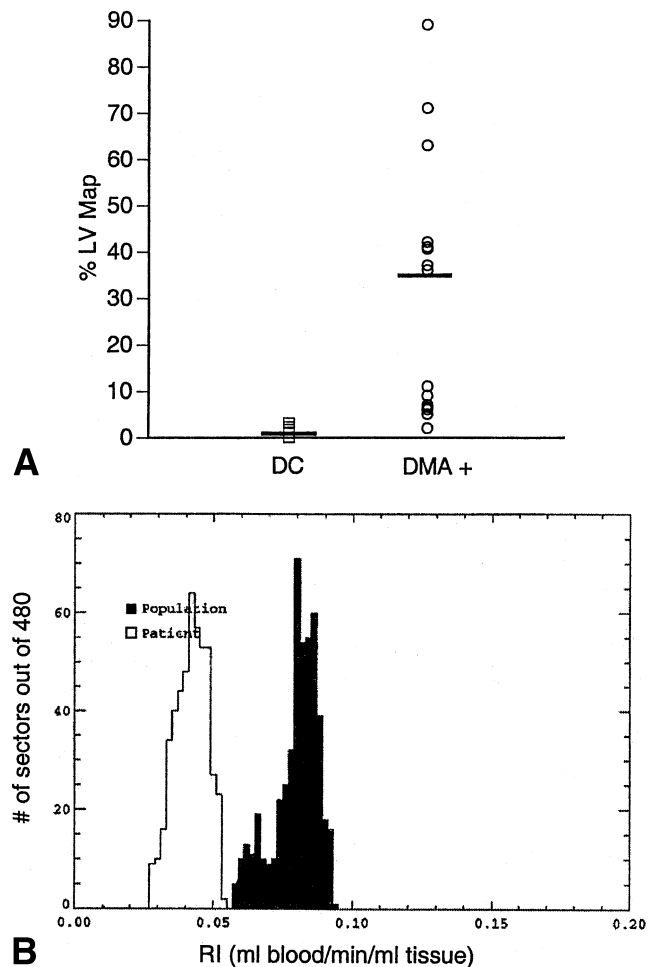 90
80
70
60
50
40
30
20
10
0
% LV Map
DC
DMA +
A
80
60
40
20
0
# of sectors out of 480
Population
Patient
0.00
0.05
0.10
0.15
0.20
RI (ml blood/min/ml tissue)
B